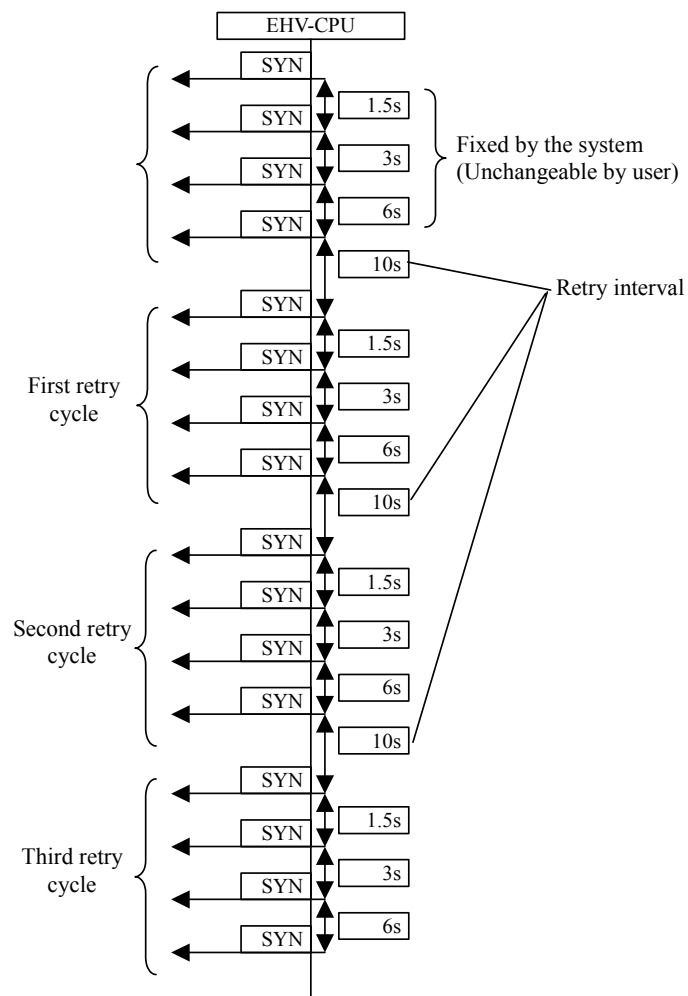 EHV-CPU
SYN
1.5s
SYN
Fixed by the system
(Unchangeable by user)
3s
SYN
6s
SYN
10s
Retry interval
SYN
1.5s
SYN
First retry
cycle
3s
SYN
6s
SYN
10s
SYN
1.5s
SYN
Second retry
cycle
3s
SYN
6s
SYN
10s
SYN
1.5s
SYN
Third retry
cycle
3s
SYN
6s
SYN